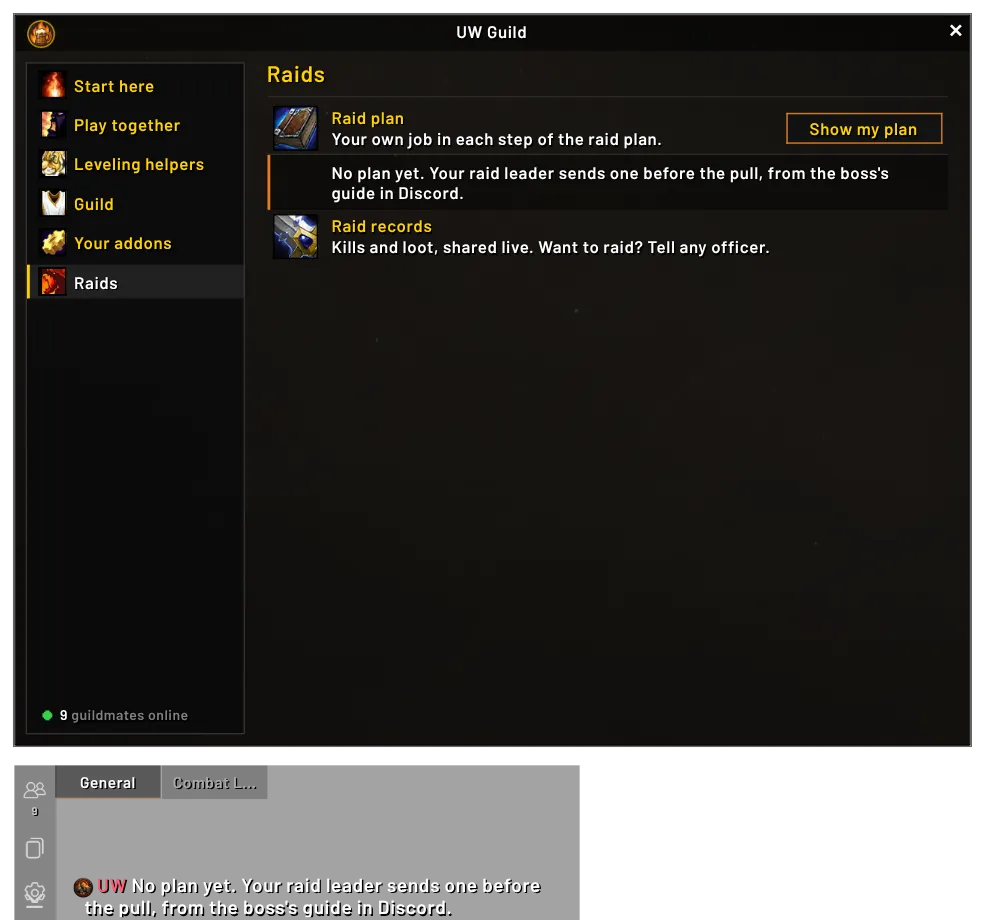 UW Guild
Start here
Play together
Leveling helpers
Guild
Your addons
Raids
9 guildmates online
Raids
Raid plan
Your own job in each step of the raid plan.
Show my plan
No plan yet. Your raid leader sends one before the pull, from the boss's
guide in Discord.
Raid records
Kills and loot, shared live. Want to raid? Tell any officer.
9
General
Combat L...
UW No plan yet. Your raid leader sends one before
the pull, from the boss's guide in Discord.